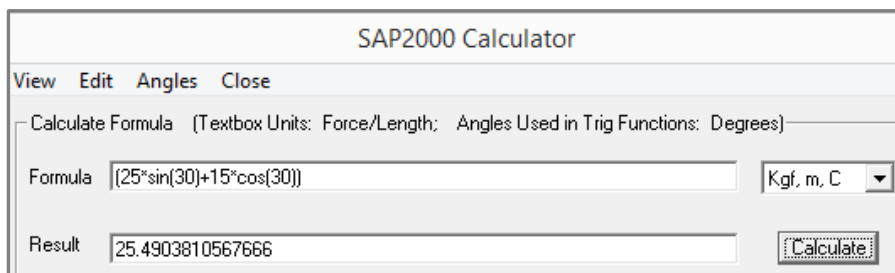 SAP2000 Calculator
View Edit Angles Close
Calculate Formula (Textbox Units: Force/Length; Angles Used in Trig Functions: Degrees)
Formula (25*sin(30)+15*cos(30)) Kgf, m, C
Result 25.4903810567666 Calculate